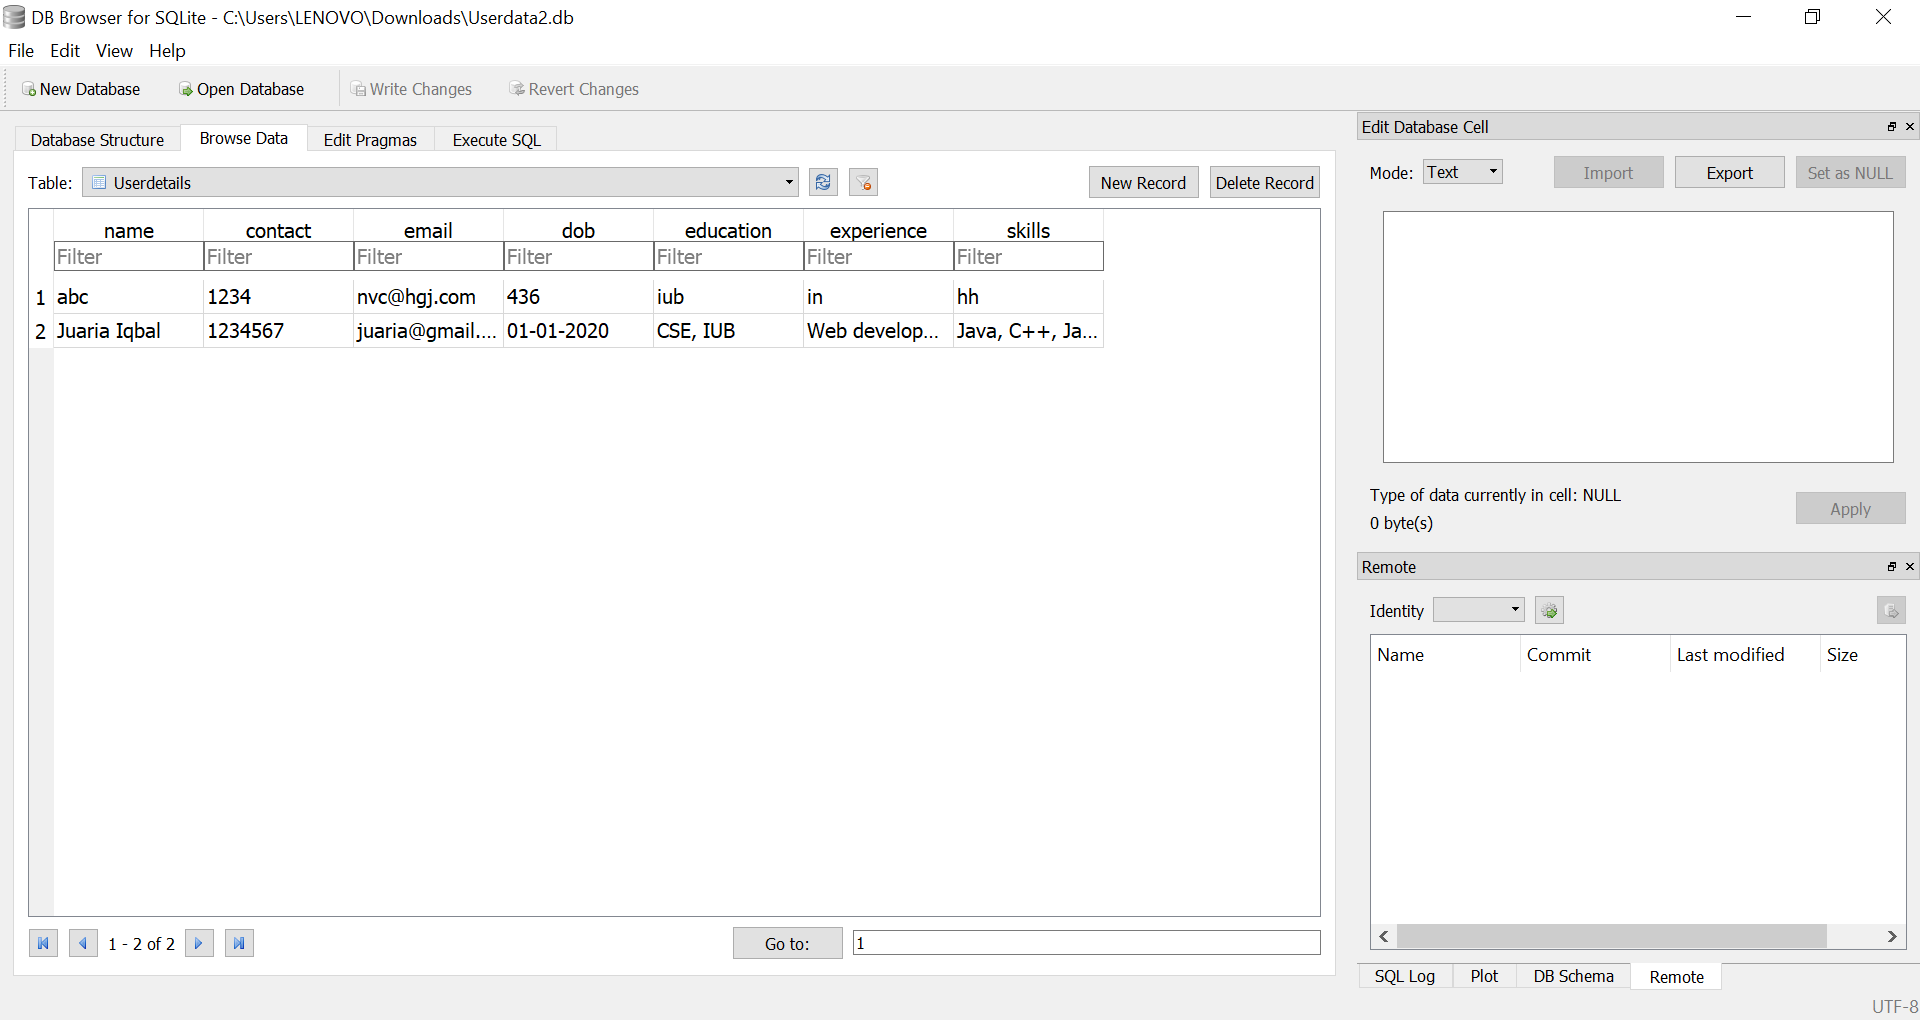 DB Browser for SQLite - C:\Users\LENOVO\Downloads\Userdata2.db
File Edit View Help
New Database Open Database Write Changes Revert Changes
Database Structure Browse Data Edit Pragmas Execute SQL
Table: Userdetails New Record Delete Record
name contact email dob education experience skills
Filter Filter Filter Filter Filter Filter Filter
1 abc 1234 nvc@hgj.com 436 iub in hh
2 Juaria Iqbal 1234567 juaria@gmail.... 01-01-2020 CSE, IUB Web develop... Java, C++, Ja...
1 - 2 of 2 Go to: 1
Edit Database Cell
Mode: Text Import Export Set as NULL
Type of data currently in cell: NULL
0 byte(s)
Apply
Remote
Identity
Name Commit Last modified Size
SQL Log Plot DB Schema Remote
UTF-8